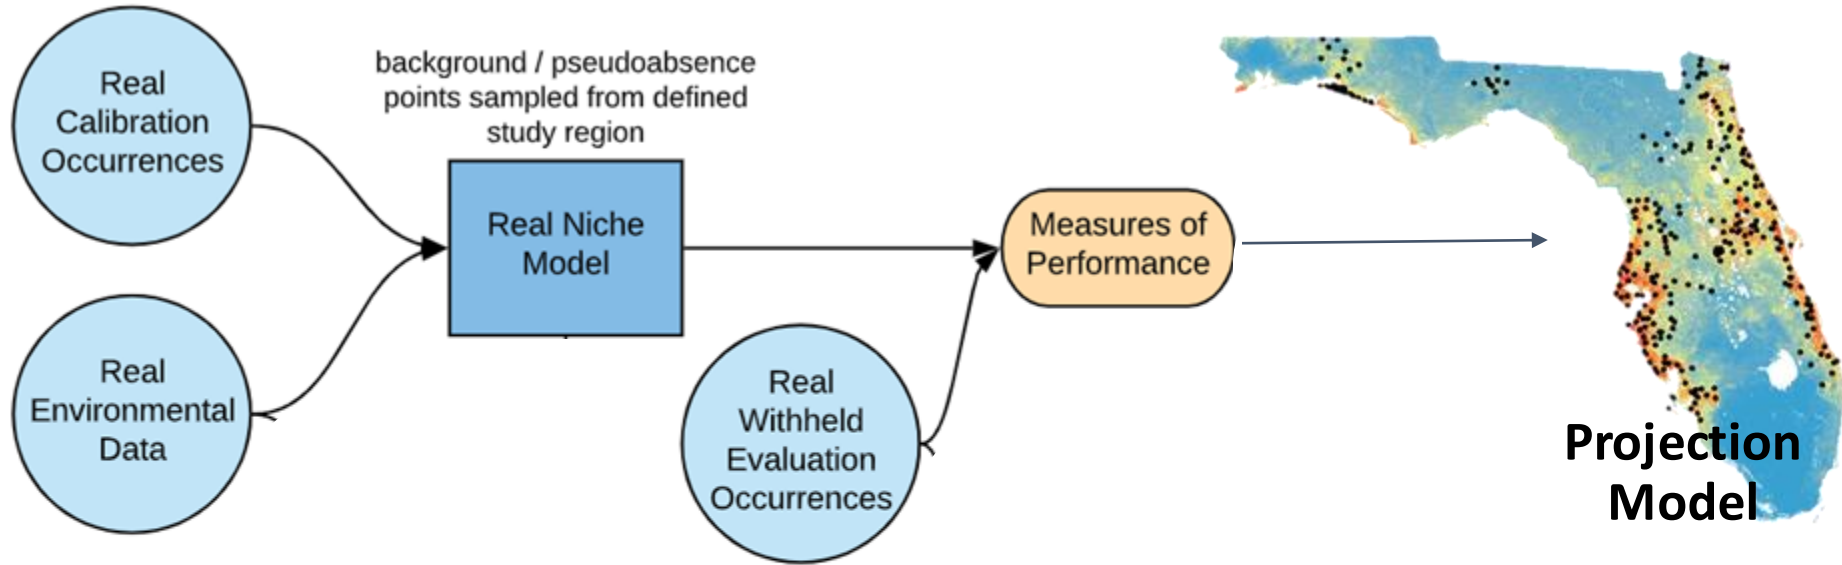 Real
Calibration
Occurrences
background / pseudoabsence
points sampled from defined
study region
Real Niche
Model
Measures of
Performance
Real
Environmental
Data
Real
Withheld
Evaluation
Occurrences
Projection
Model